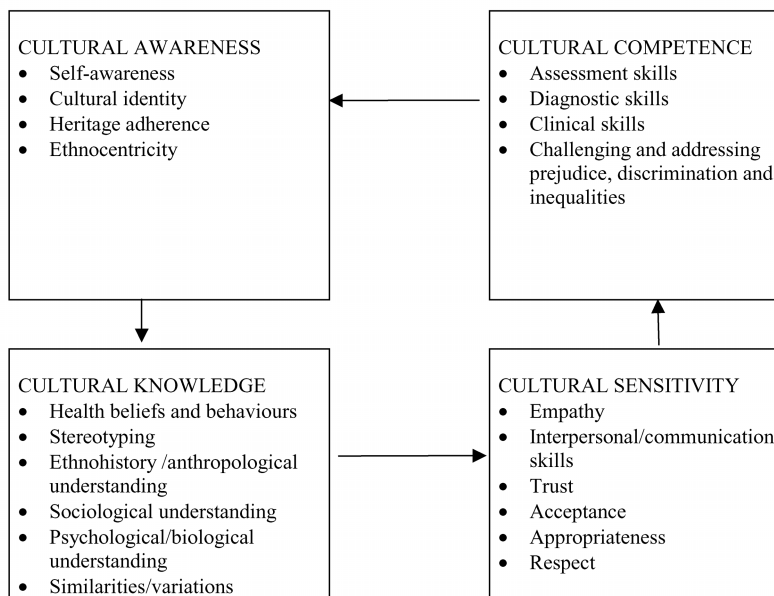 CULTURAL AWARENESS
• Self-awareness
• Cultural identity
• Heritage adherence
• Ethnocentricity
CULTURAL COMPETENCE
• Assessment skills
• Diagnostic skills
• Clinical skills
• Challenging and addressing
prejudice, discrimination and
inequalities
CULTURAL KNOWLEDGE
• Health beliefs and behaviours
• Stereotyping
• Ethnohistory /anthropological
understanding
• Sociological understanding
• Psychological/biological
understanding
• Similarities/variations
CULTURAL SENSITIVITY
• Empathy
• Interpersonal/communication
skills
• Trust
• Acceptance
• Appropriateness
• Respect